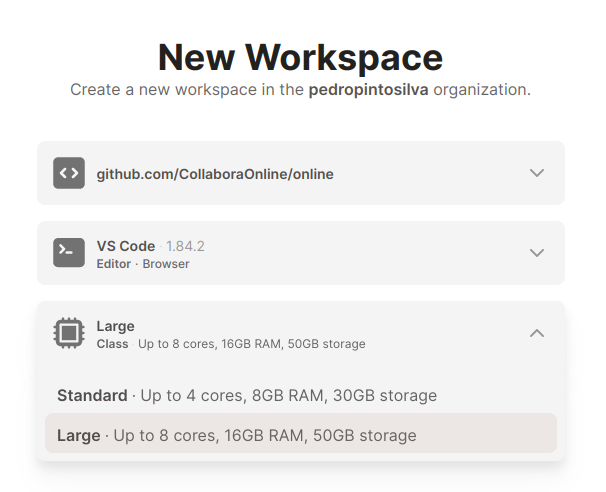 New Workspace
Create a new workspace in the pedropintosilva organization.
github.com/CollaboraOnline/online
VS Code · 1.84.2
Editor · Browser
Large
Class · Up to 8 cores, 16GB RAM, 50GB storage
Standard · Up to 4 cores, 8GB RAM, 30GB storage
Large · Up to 8 cores, 16GB RAM, 50GB storage